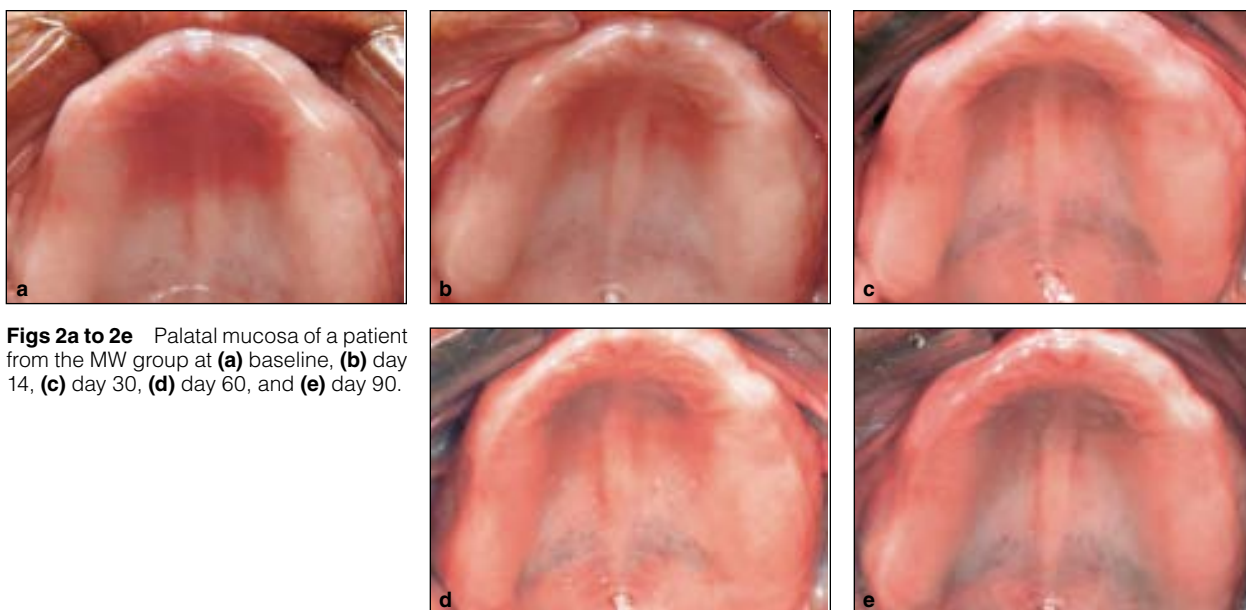 a
b
c
Figs 2a to 2e Palatal mucosa of a patient
from the MW group at (a) baseline, (b) day
14, (c) day 30, (d) day 60, and (e) day 90.
d
e